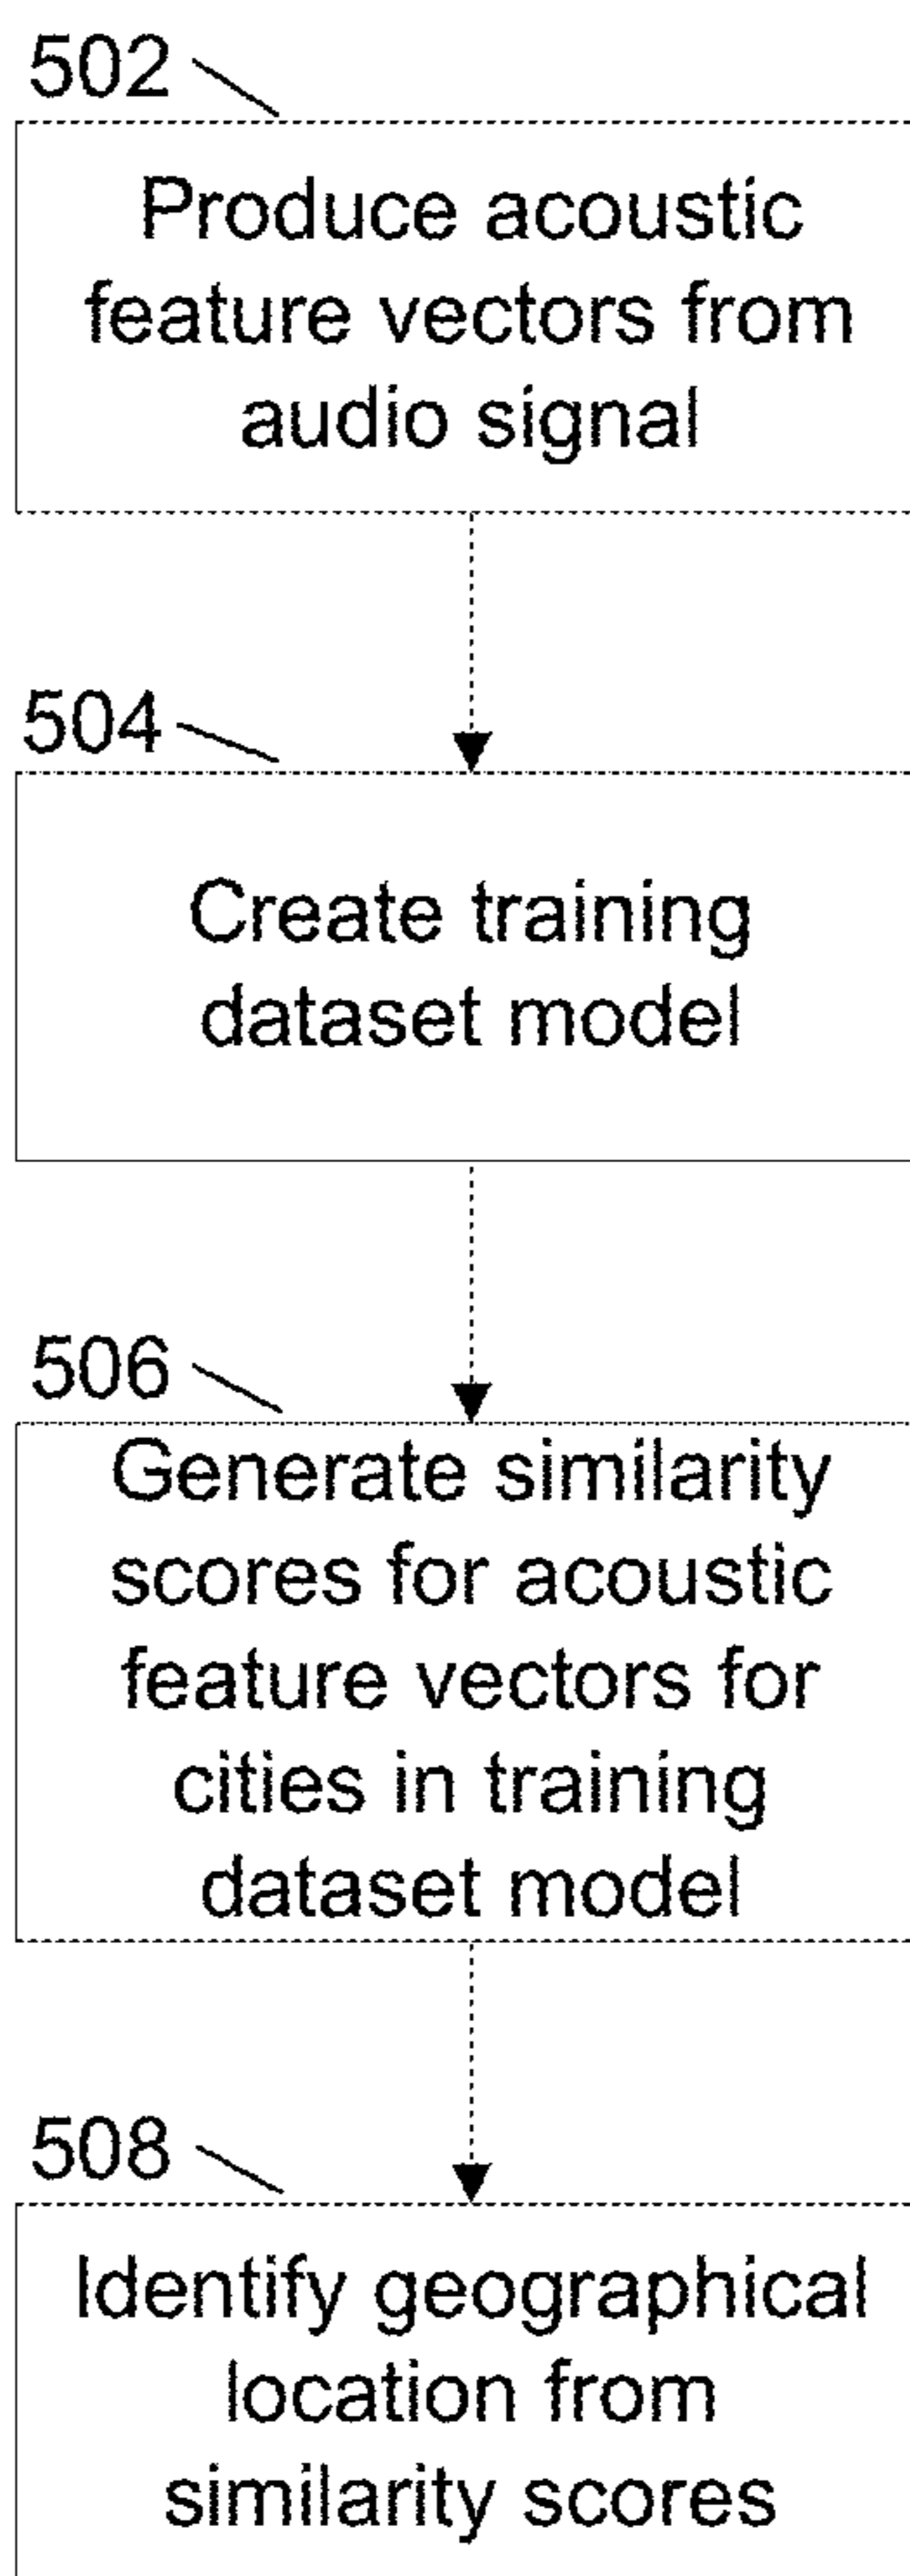 502
Produce acoustic
feature vectors from
audio signal
504
Create training
dataset model
506
Generate similarity
scores for acoustic
feature vectors for
cities in training
dataset model
508
Identify geographical
location from
similarity scores